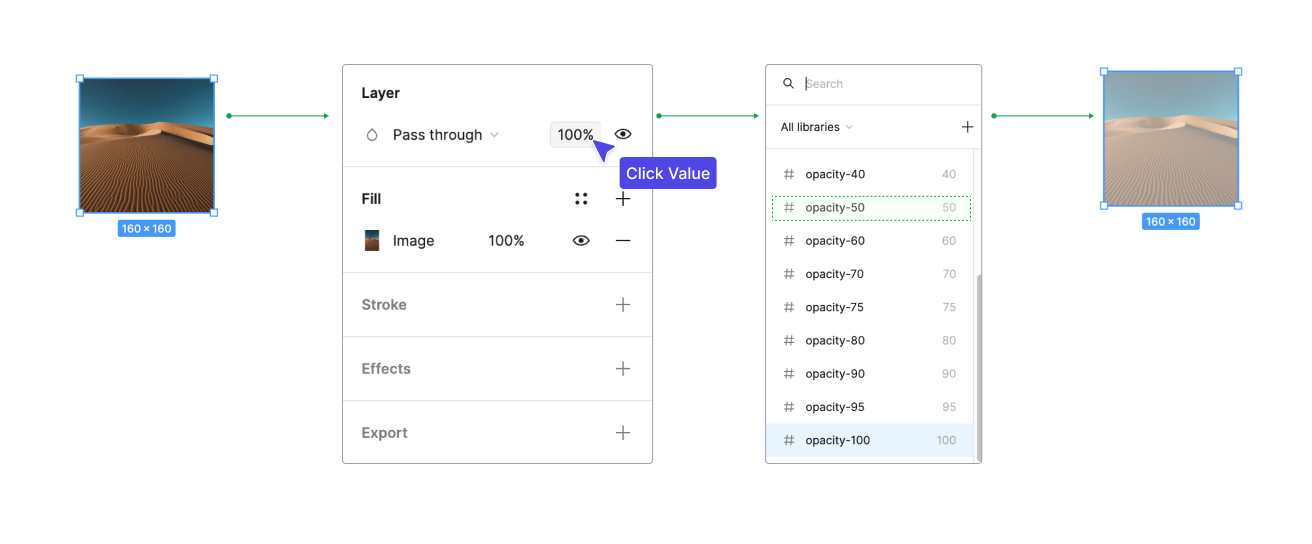 160 × 160
Layer
Pass through 100%
Click Value
Fill
Image 100%
Stroke
Effects
Export
Search
All libraries
opacity-40 40
opacity-50 50
opacity-60 60
opacity-70 70
opacity-75 75
opacity-80 80
opacity-90 90
opacity-95 95
opacity-100 100
160 × 160